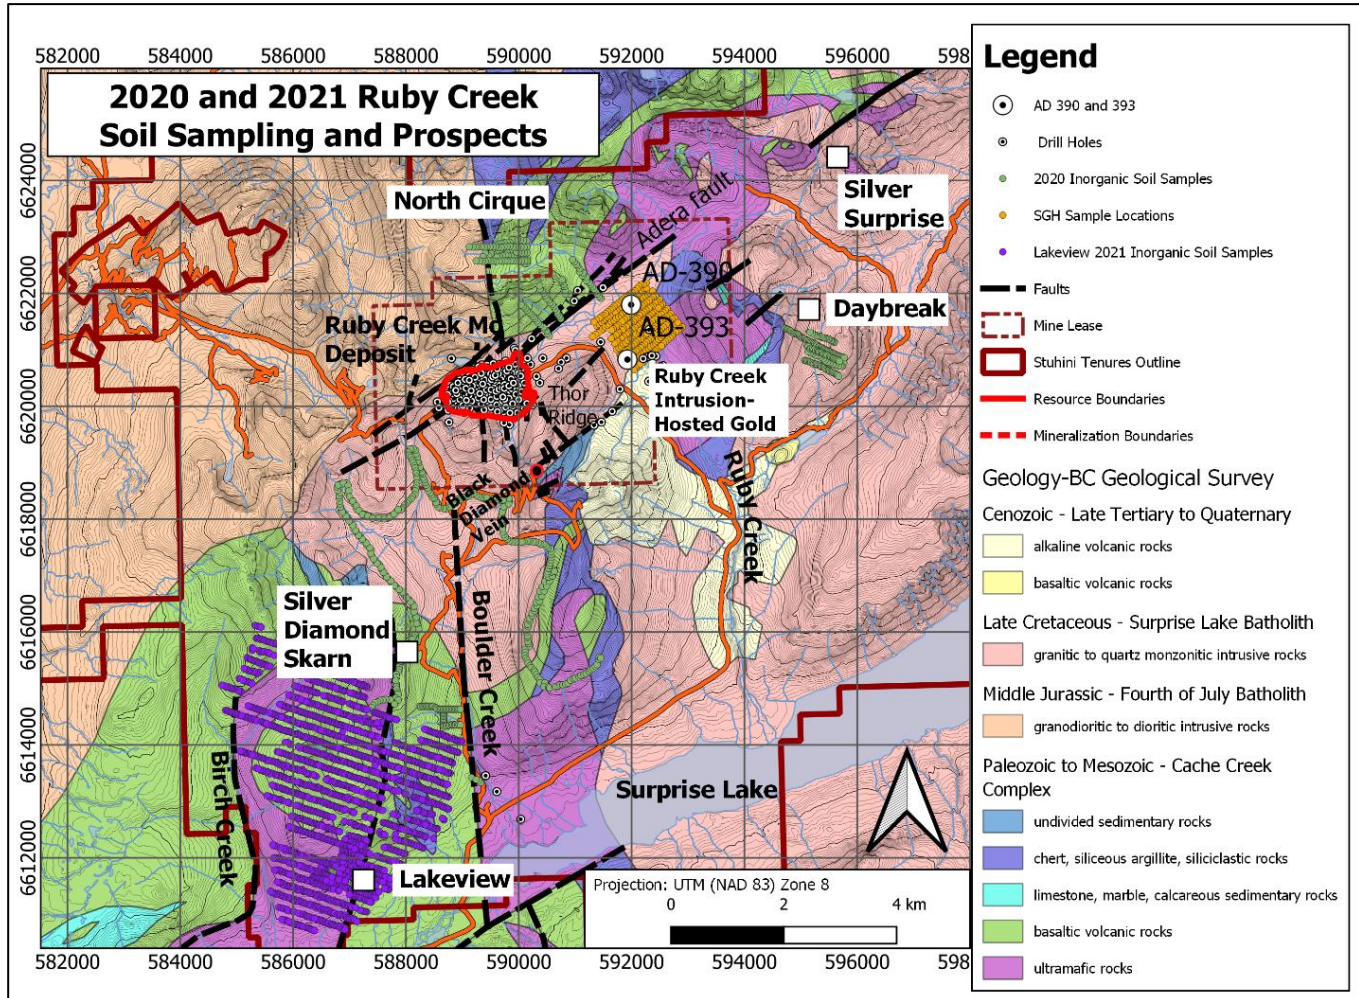 2020 and 2021 Ruby Creek
Soil Sampling and Prospects
582000 584000 586000 588000 590000 592000 594000 596000 598
6624000
6622000
6620000
6618000
6616000
6614000
6612000
North Cirque
Adera fault
Silver
Surprise
AD-390
AD-393
Daybreak
Ruby Creek Mo
Deposit
Thor
Ridge
Ruby Creek
Intrusion-
Hosted Gold
Black
Diamond
Vein
Ruby Creek
Silver
Diamond
Skarn
Boulder Creek
Birch Creek
Surprise Lake
Lakeview
Projection: UTM (NAD 83) Zone 8
0 2 4 km
582000 584000 586000 588000 590000 592000 594000 596000 598
Legend
AD 390 and 393
Drill Holes
2020 Inorganic Soil Samples
SGH Sample Locations
Lakeview 2021 Inorganic Soil Samples
Faults
Mine Lease
Stuhini Tenures Outline
Resource Boundaries
Mineralization Boundaries
Geology-BC Geological Survey
Cenozoic - Late Tertiary to Quaternary
alkaline volcanic rocks
basaltic volcanic rocks
Late Cretaceous - Surprise Lake Batholith
granitic to quartz monzonitic intrusive rocks
Middle Jurassic - Fourth of July Batholith
granodioritic to dioritic intrusive rocks
Paleozoic to Mesozoic - Cache Creek
Complex
undivided sedimentary rocks
chert, siliceous argillite, siliciclastic rocks
limestone, marble, calcareous sedimentary rocks
basaltic volcanic rocks
ultramafic rocks